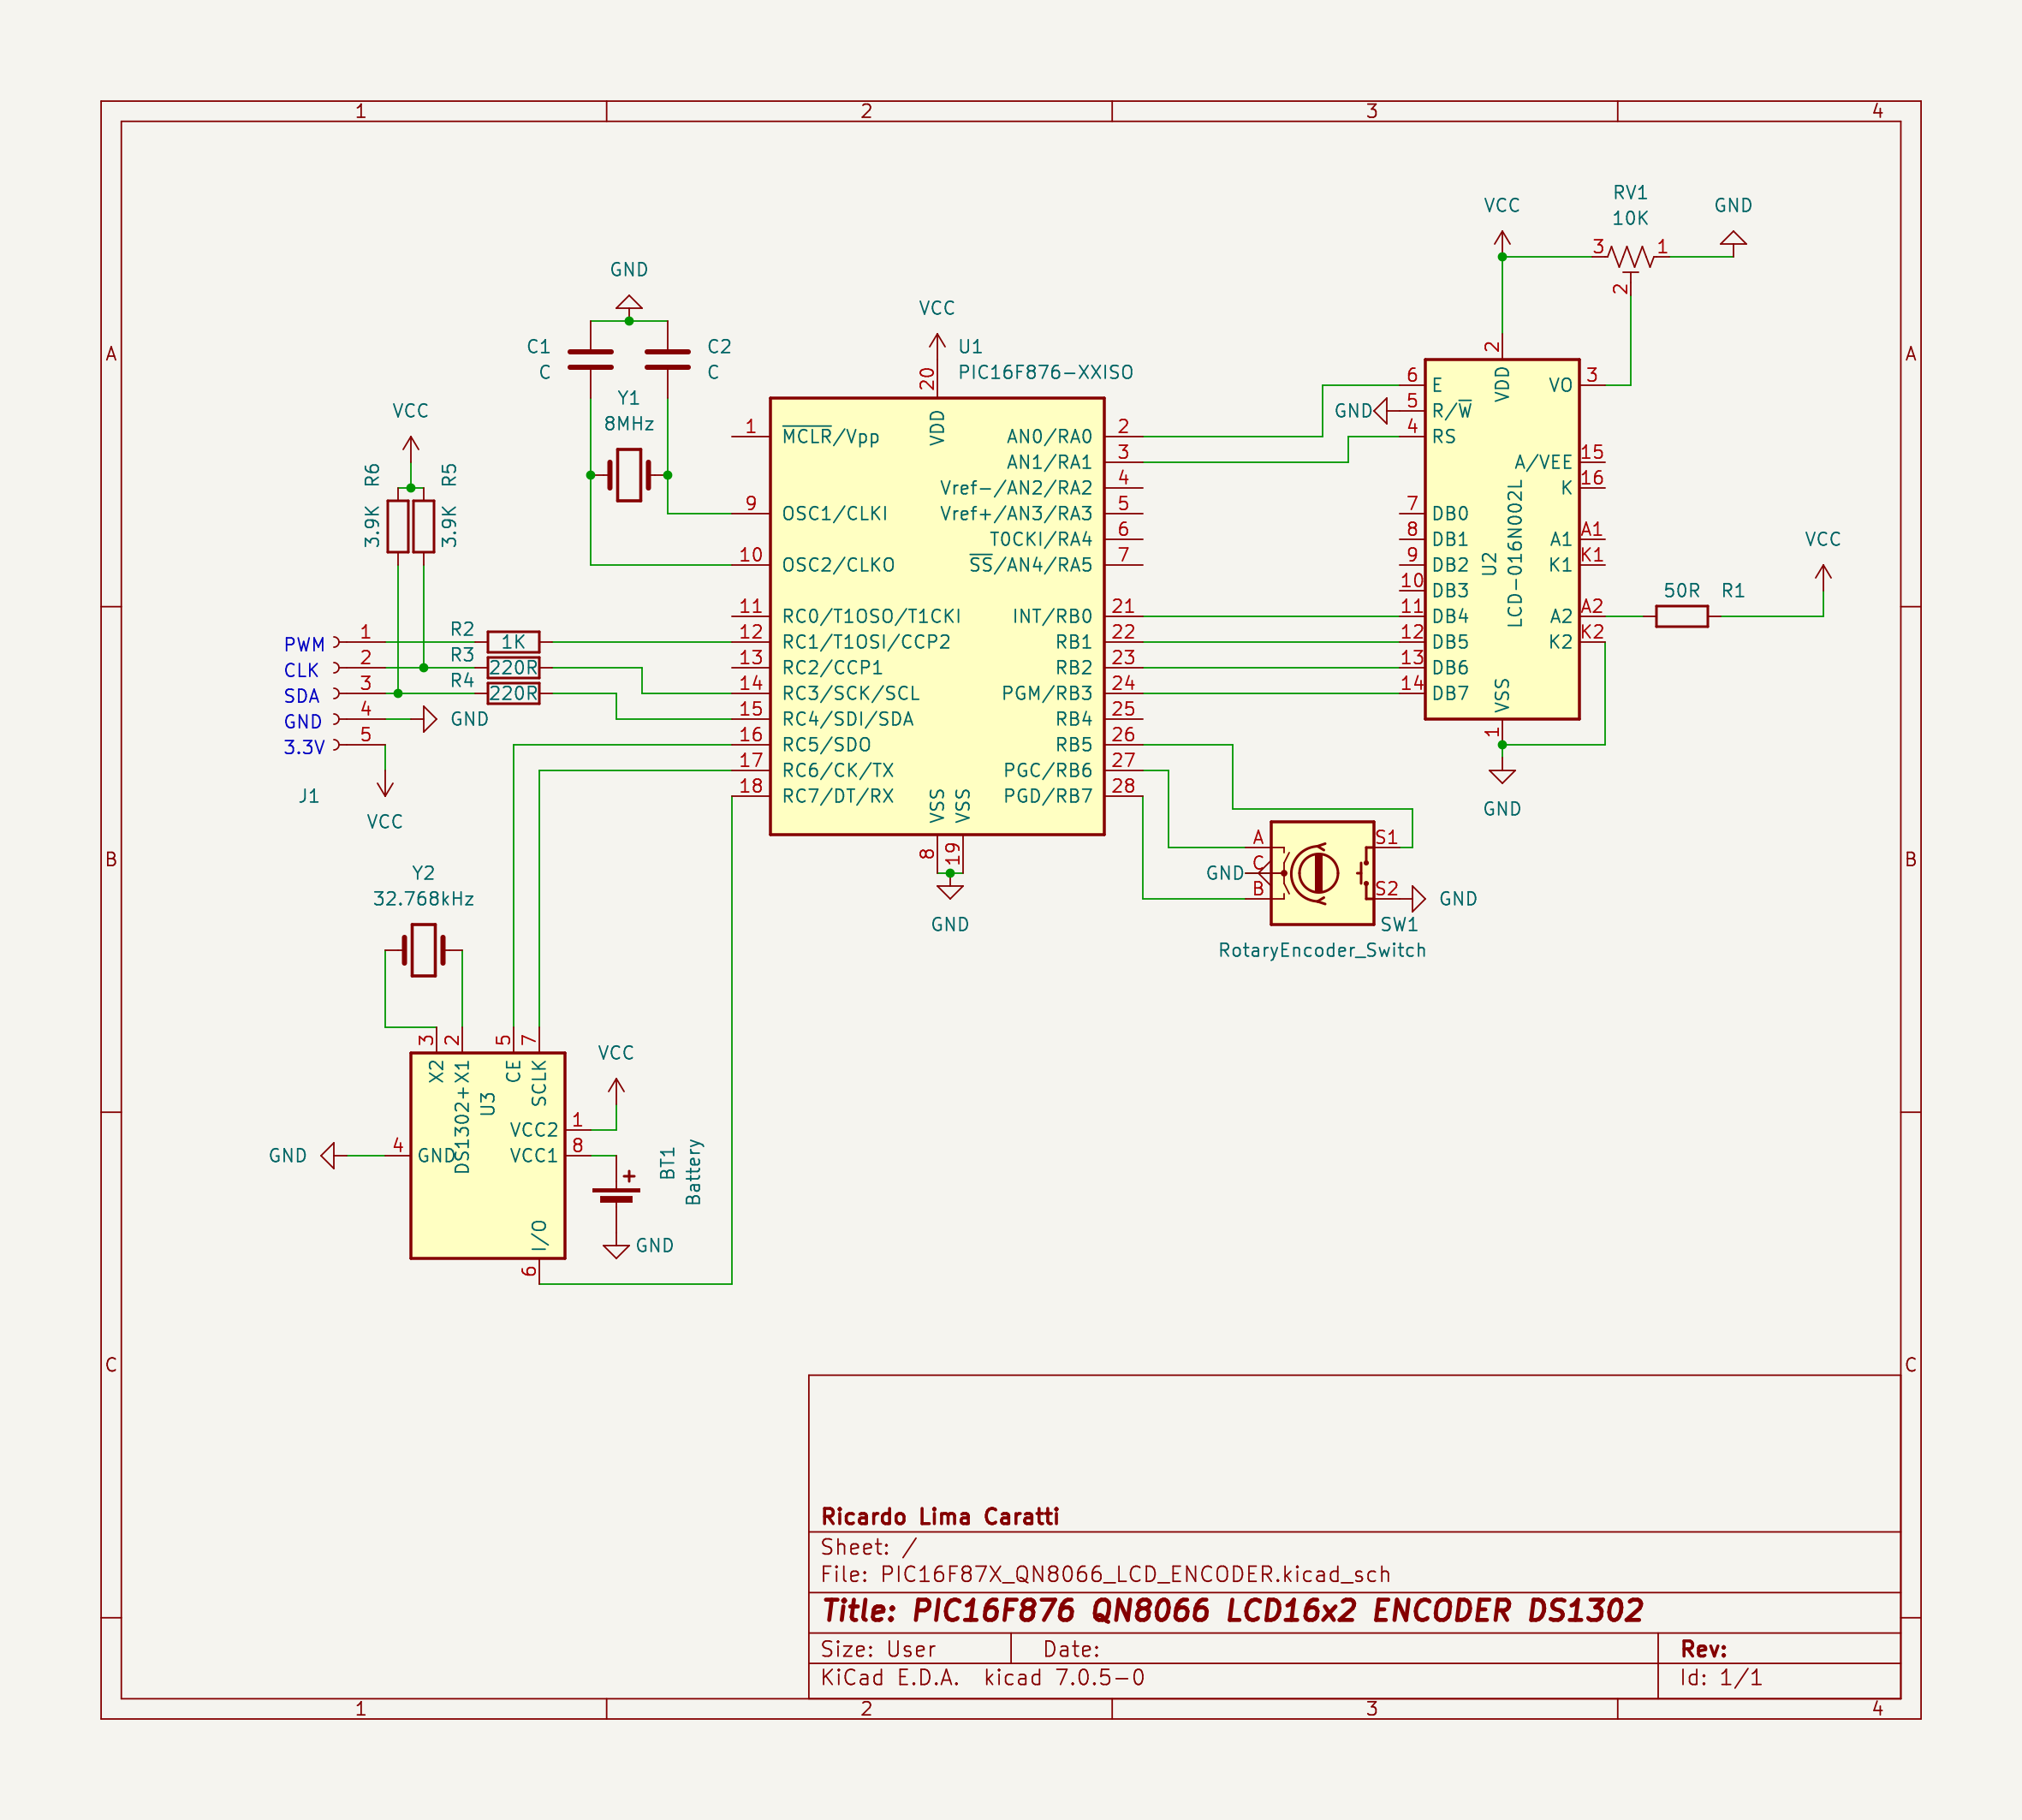 1 2 3 4
A A
B B
C C
1 2 3 4
VCC
RV1
10K
GND
3 1
2
GND
C1
C
C2
C
Y1
8MHz
VCC
U1
PIC16F876-XXISO
20
VDD
1 MCLR/Vpp
9 OSC1/CLKI
10 OSC2/CLKO
11 RC0/T1OSO/T1CKI
12 RC1/T1OSI/CCP2
13 RC2/CCP1
14 RC3/SCK/SCL
15 RC4/SDI/SDA
16 RC5/SDO
17 RC6/CK/TX
18 RC7/DT/RX
AN0/RA0 2
AN1/RA1 3
Vref-/AN2/RA2 4
Vref+/AN3/RA3 5
T0CKI/RA4 6
SS/AN4/RA5 7
INT/RB0 21
RB1 22
RB2 23
PGM/RB3 24
RB4 25
RB5 26
PGC/RB6 27
PGD/RB7 28
VSS VSS
8 19
GND
VCC
R6 R5
3.9K 3.9K
PWM 1 R2 1K
CLK 2 R3 220R
SDA 3 R4 220R
GND 4 GND
3.3V 5
J1
VCC
2
VDD
6 E
GND 5 R/W
4 RS
7 DB0
8 DB1
9 DB2
10 DB3
11 DB4
12 DB5
13 DB6
14 DB7
U2
LCD-016N002L
VO 3
A/VEE 15
K 16
A1 A1
K1 K1
A2 A2
K2 K2
VSS
1
GND
50R R1
VCC
A
GND C
B
S1
S2 GND
SW1
RotaryEncoder_Switch
Y2
32.768kHz
3 2 5 7
X2 X1 CE SCLK
U3
DS1302+
GND 4 GND
VCC
VCC2 1
VCC1 8
BT1
Battery
+
GND
I/O
6
Ricardo Lima Caratti
Sheet: /
File: PIC16F87X_QN8066_LCD_ENCODER.kicad_sch
Title: PIC16F876 QN8066 LCD16x2 ENCODER DS1302
Size: User Date: Rev:
KiCad E.D.A. kicad 7.0.5-0 Id: 1/1